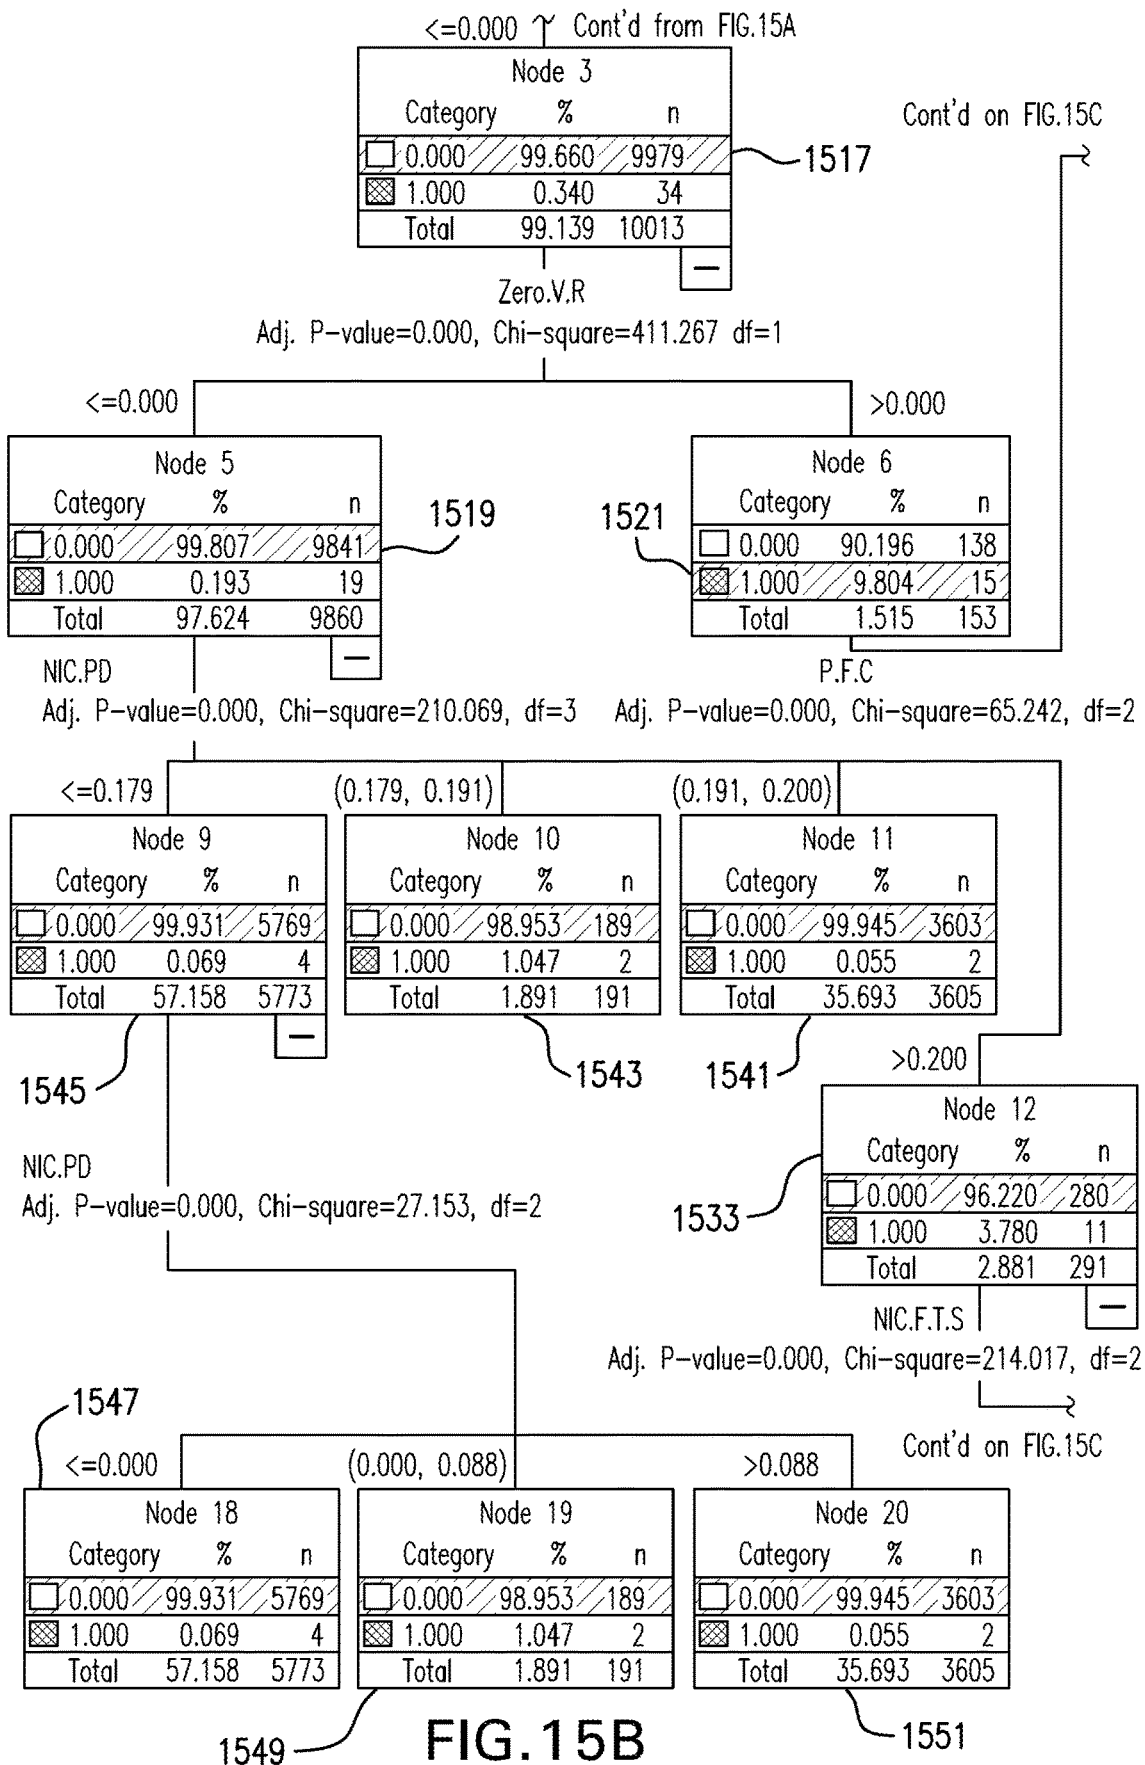 <=0.000 Cont'd from FIG.15A
Node 3
Category % n
0.000 99.660 9979
1.000 0.340 34
Total 99.139 10013
1517
Cont'd on FIG.15C
Zero.V.R
Adj. P-value=0.000, Chi-square=411.267 df=1
<=0.000
>0.000
Node 5
Category % n
0.000 99.807 9841
1.000 0.193 19
Total 97.624 9860
1519
Node 6
Category % n
0.000 90.196 138
1.000 9.804 15
Total 1.515 153
1521
NIC.PD
Adj. P-value=0.000, Chi-square=210.069, df=3
P.F.C
Adj. P-value=0.000, Chi-square=65.242, df=2
<=0.179
(0.179, 0.191)
(0.191, 0.200)
Node 9
Category % n
0.000 99.931 5769
1.000 0.069 4
Total 57.158 5773
1545
Node 10
Category % n
0.000 98.953 189
1.000 1.047 2
Total 1.891 191
1543
Node 11
Category % n
0.000 99.945 3603
1.000 0.055 2
Total 35.693 3605
1541
>0.200
Node 12
Category % n
0.000 96.220 280
1.000 3.780 11
Total 2.881 291
1533
NIC.PD
Adj. P-value=0.000, Chi-square=27.153, df=2
NIC.F.T.S
Adj. P-value=0.000, Chi-square=214.017, df=2
Cont'd on FIG.15C
1547
<=0.000
(0.000, 0.088)
>0.088
Node 18
Category % n
0.000 99.931 5769
1.000 0.069 4
Total 57.158 5773
Node 19
Category % n
0.000 98.953 189
1.000 1.047 2
Total 1.891 191
1549
Node 20
Category % n
0.000 99.945 3603
1.000 0.055 2
Total 35.693 3605
1551
FIG.15B